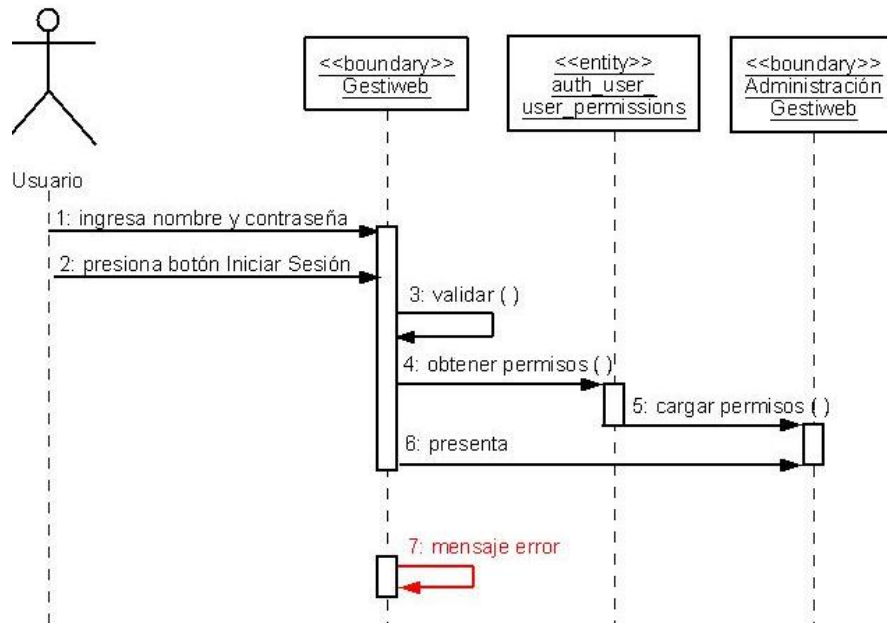 <<boundary>>
Gestiweb
<<entity>>
auth_user_
user_permissions
<<boundary>>
Administración
Gestiweb
Usuario
1: ingresa nombre y contraseña
2: presiona botón Iniciar Sesión
3: validar ( )
4: obtener permisos ( )
5: cargar permisos ( )
6: presenta
7: mensaje error